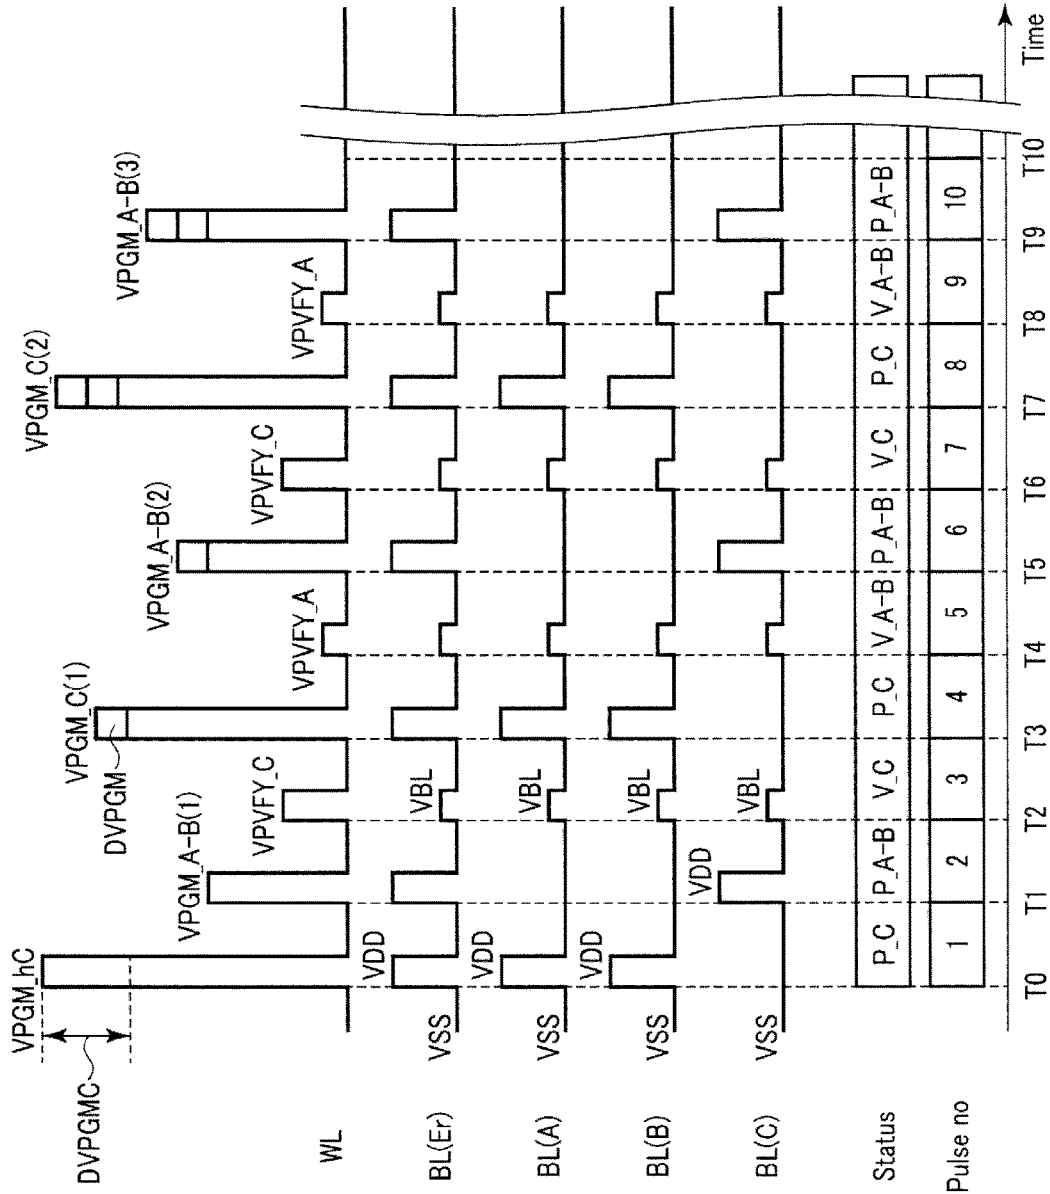 VPGM_hC
DVPGMC
VPGM_A-B(1)
VPVFY_C
VPGM_C(1)
DVPGM
VPVFY_A
VPGM_A-B(2)
VPVFY_C
VPGM_C(2)
VPVFY_A
VPGM_A-B(3)
WL
BL(Er) VSS VDD VBL
BL(A) VSS VDD VBL
BL(B) VSS VDD VBL
BL(C) VSS VDD VBL
Status P_C P_A-B V_C P_C V_A-B P_A-B V_C P_C V_A-B P_A-B
Pulse no 1 2 3 4 5 6 7 8 9 10
T0 T1 T2 T3 T4 T5 T6 T7 T8 T9 T10 Time